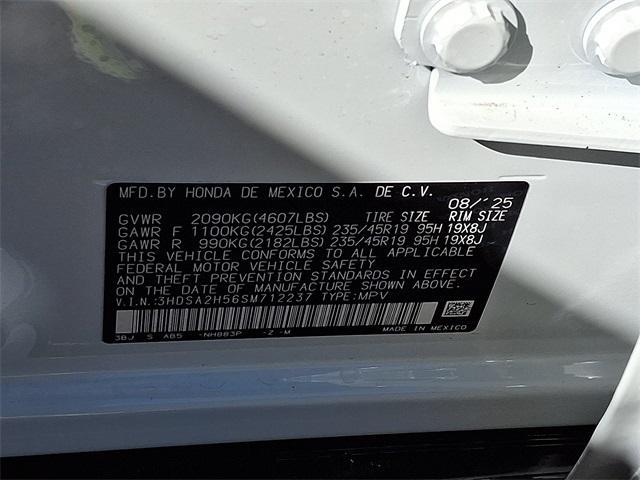 MFD.BY HONDA DE MEXICO S.A. DE C.V.
08/'25
GVWR 2090KG(4607LBS) TIRE SIZE RIM SIZE
GAWR F 1100KG(2425LBS) 235/45R19 95H 19X8J
GAWR R 990KG(2182LBS) 235/45R19 95H 19X8J
THIS VEHICLE CONFORMS TO ALL APPLICABLE
FEDERAL MOTOR VEHICLE SAFETY
AND THEFT PREVENTION STANDARDS IN EFFECT
ON THE DATE OF MANUFACTURE SHOWN ABOVE.
V.I.N.:3HDSA2H56SM712237 TYPE:MPV
3BJ S AB5 -NH883P -Z -M MADE IN MEXICO